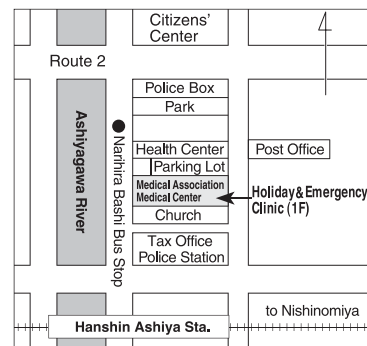 Citizens'
Center
Route 2
Police Box
Park
Ashiyagawa River
Narihira Bashi Bus Stop
Health Center
Post Office
Parking Lot
Medical Association
Medical Center
Holiday&Emergency
Clinic (1F)
Church
Tax Office
Police Station
to Nishinomiya
Hanshin Ashiya Sta.